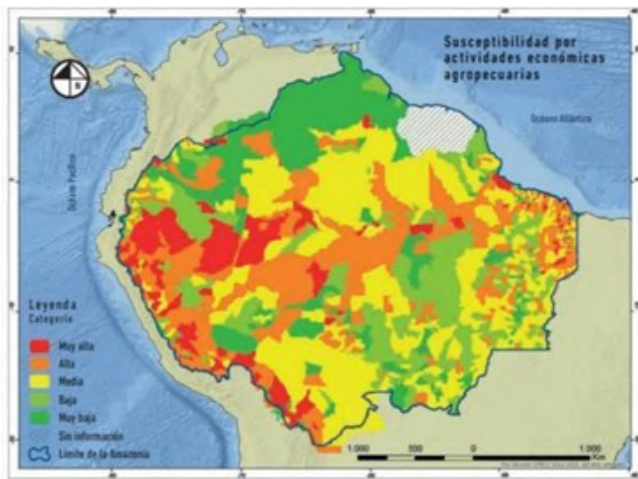 Susceptibilidad por
actividades económicas
agropecuarias
N
Océano Atlántico
Océano Pacífico
Leyenda
Categoría
Muy alta
Alta
Media
Baja
Muy baja
Sin información
Límite de la Amazonía
1.000 500 0 1.000
Km